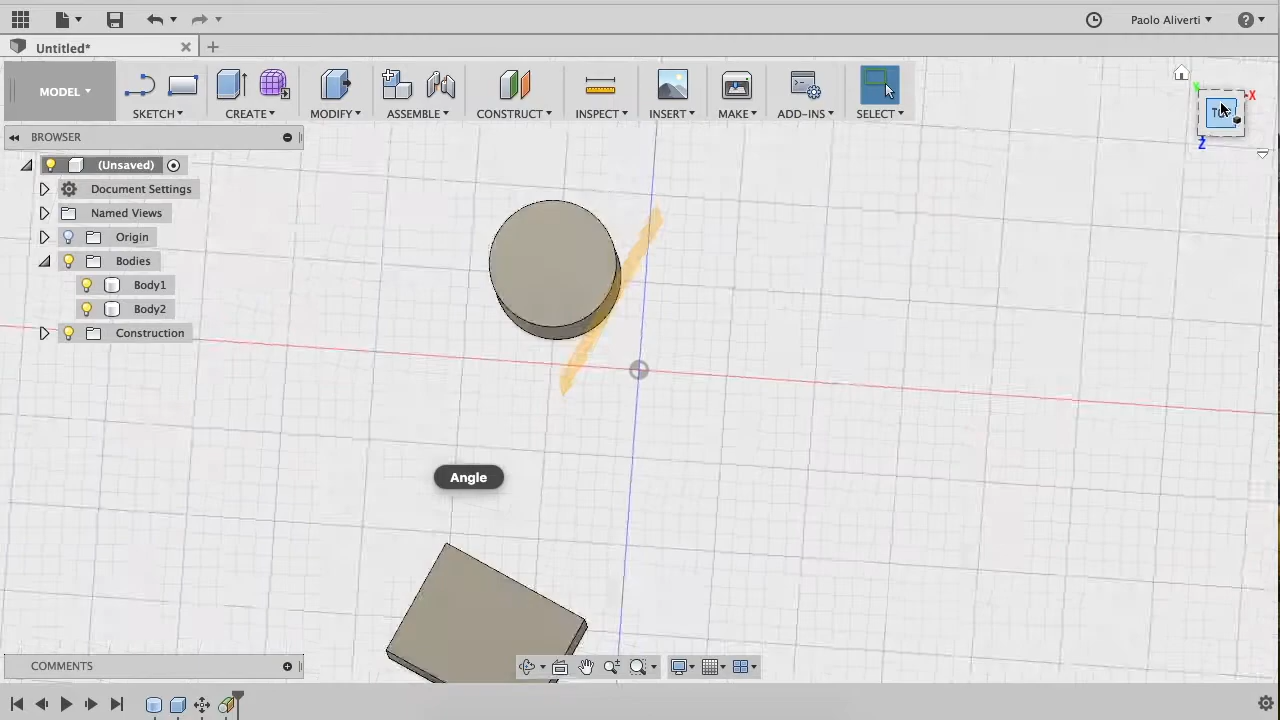 Paolo Aliverti
Untitled*
MODEL
SKETCH
CREATE
MODIFY
ASSEMBLE
CONSTRUCT
INSPECT
INSERT
MAKE
ADD-INS
SELECT
Y
X
Z
BROWSER
(Unsaved)
Document Settings
Named Views
Origin
Bodies
Body1
Body2
Construction
Angle
COMMENTS